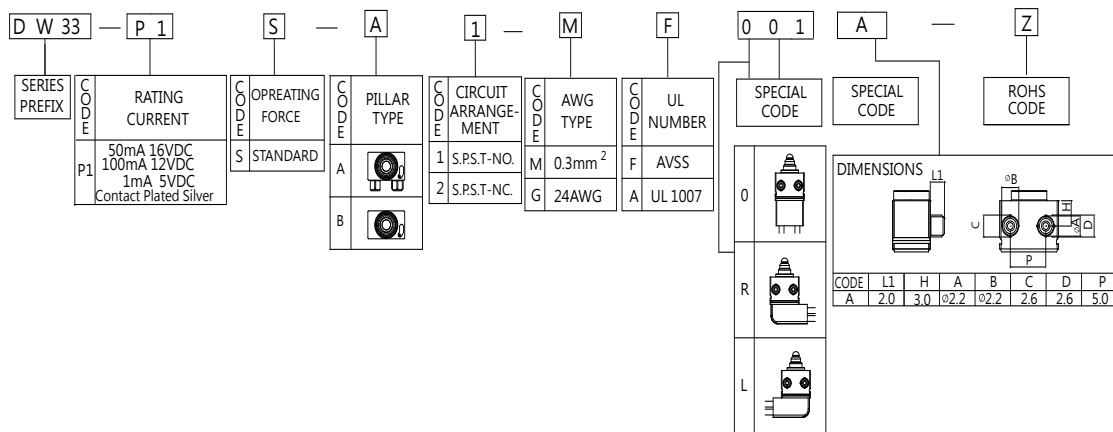 D W 33 — P 1 S — A 1 — M F 0 0 1 A — Z
SERIES
PREFIX
CODE
RATING
CURRENT
P1
50mA 16VDC
100mA 12VDC
1mA 5VDC
Contact Plated Silver
CODE
OPREATING
FORCE
S STANDARD
CODE
PILLAR
TYPE
A
B
CODE
CIRCUIT
ARRANGE-
MENT
1 S.P.S.T-NO.
2 S.P.S.T-NC.
CODE
AWG
TYPE
M 0.3mm²
G 24AWG
CODE
UL
NUMBER
F AVSS
A UL 1007
SPECIAL
CODE
0
R
L
SPECIAL
CODE
ROHS
CODE
DIMENSIONS
L1
øB
H
C
øA
D
P
CODE L1 H A B C D P
A 2.0 3.0 ø2.2 ø2.2 2.6 2.6 5.0